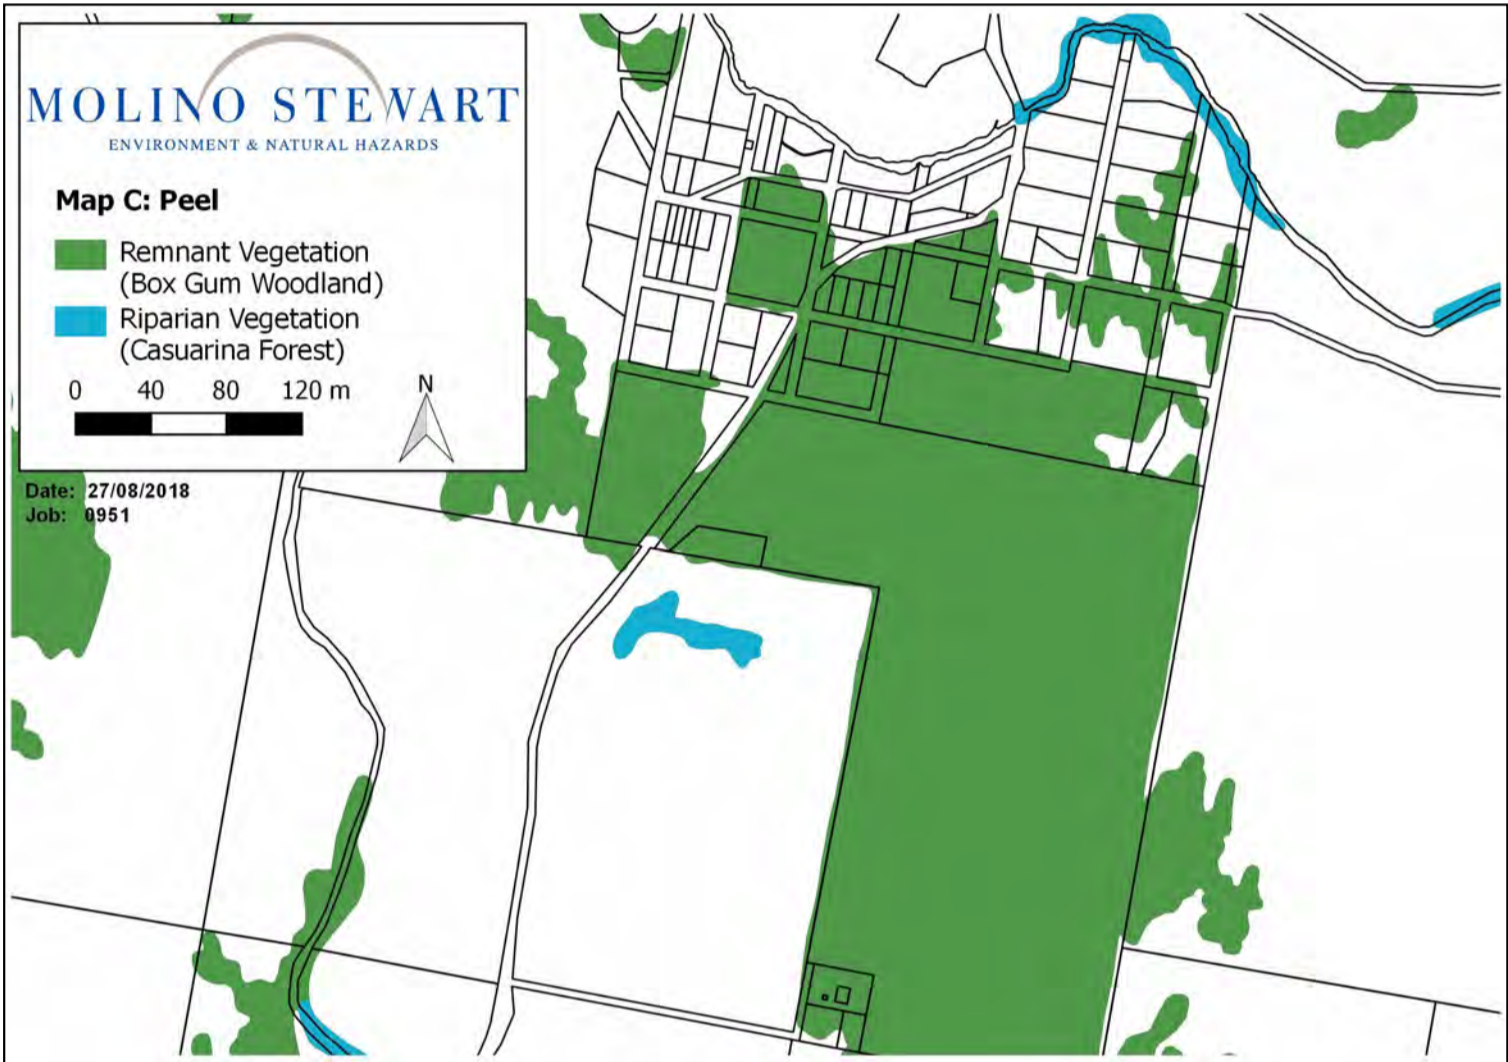 MOLINO STEWART
ENVIRONMENT & NATURAL HAZARDS
Map C: Peel
Remnant Vegetation
(Box Gum Woodland)
Riparian Vegetation
(Casuarina Forest)
0 40 80 120 m
N
Date: 27/08/2018
Job: 0951